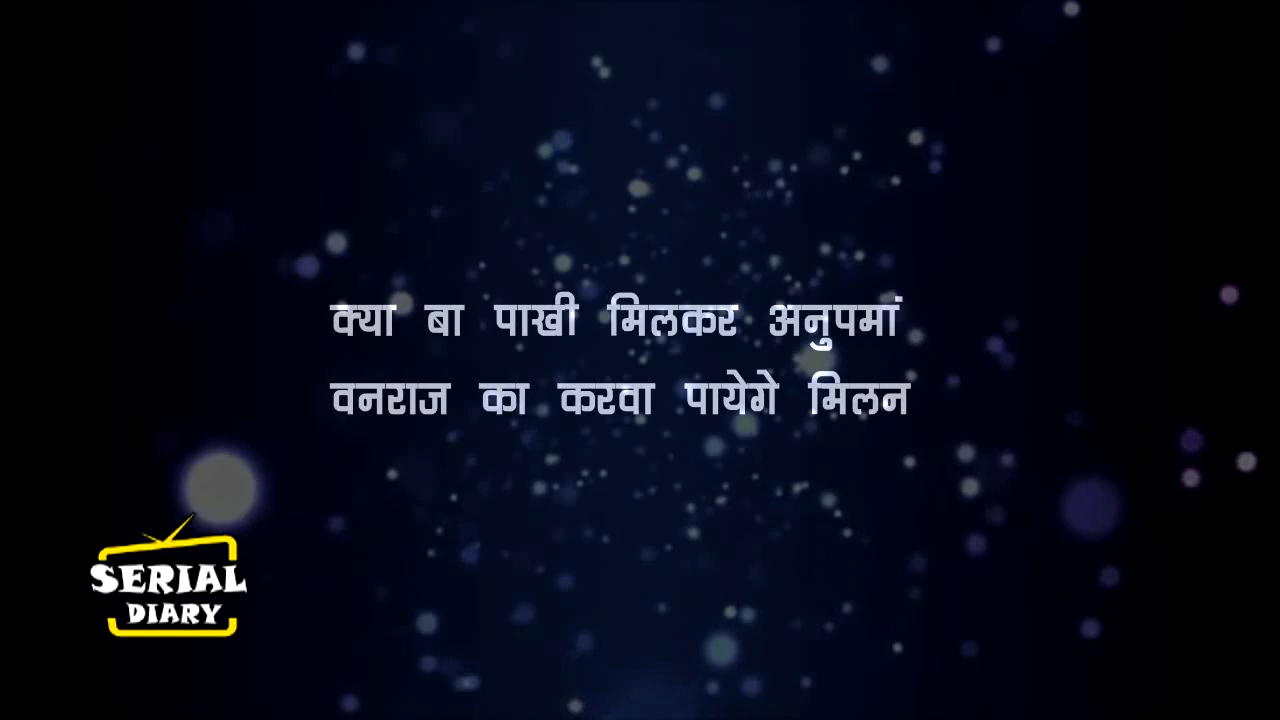 क्या बा पाखी मिलकर अनुपमां
वनराज का करवा पायेगे मिलन
SERIAL
DIARY